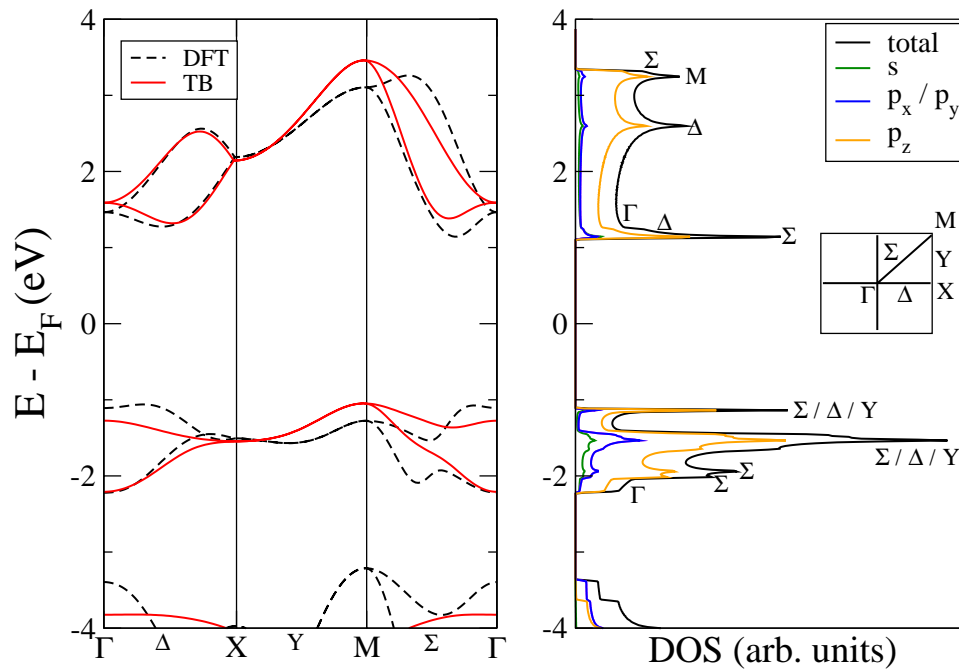 4
2
0
-2
-4
E - E_F (eV)
DFT
TB
Γ
Δ
X
Y
M
Σ
Γ
4
2
0
-2
-4
total
s
p_x / p_y
p_z
Σ
M
Δ
Γ
Δ
Σ
M
Σ
Y
Γ
Δ
X
Σ / Δ / Y
Σ / Δ / Y
Σ
Σ
Γ
DOS (arb. units)